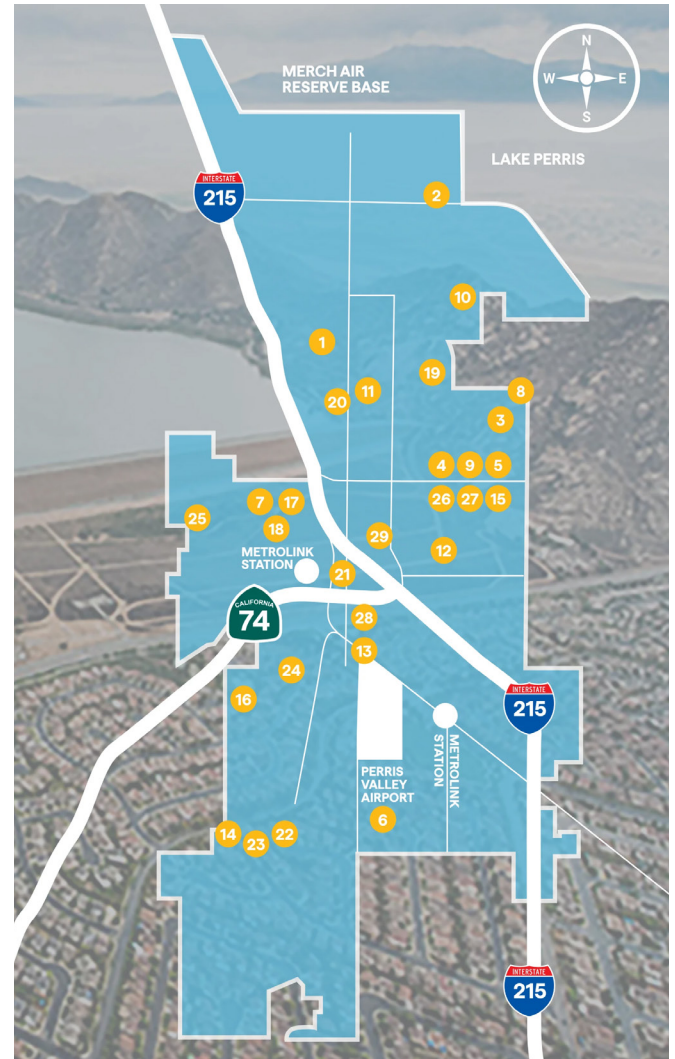 MERCH AIR
RESERVE BASE
N
W
E
S
LAKE PERRIS
INTERSTATE
215
2
10
1
19
11
8
20
3
4
9
5
26
27
15
7
17
25
18
29
12
METROLINK
STATION
21
CALIFORNIA
74
28
13
24
16
INTERSTATE
215
METROLINK
STATION
PERRIS
VALLEY
AIRPORT
6
14
23
22
INTERSTATE
215